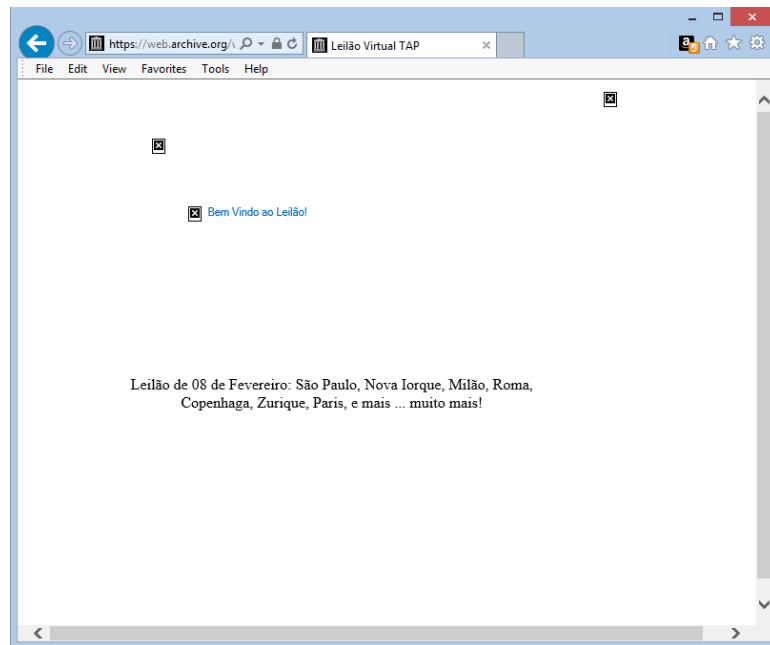 https://web.archive.org/
Leilão Virtual TAP
File Edit View Favorites Tools Help
Bem Vindo ao Leilão!
Leilão de 08 de Fevereiro: São Paulo, Nova Iorque, Milão, Roma,
Copenhaga, Zurique, Paris, e mais ... muito mais!